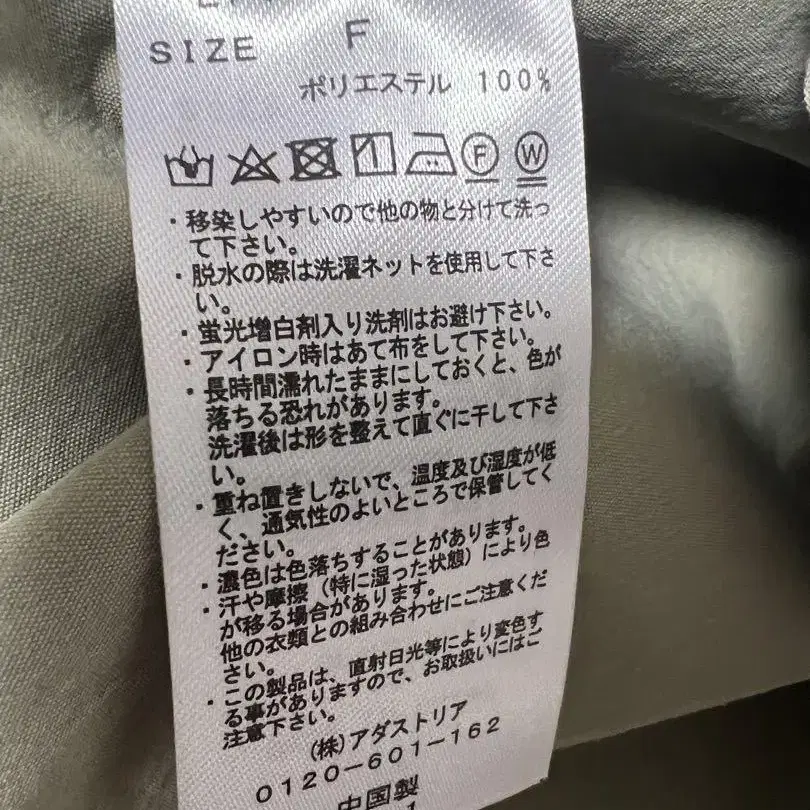 SIZE F
ポリエステル 100%
F W
・移染しやすいので他の物と分けて洗っ
て下さい。
・脱水の際は洗濯ネットを使用して下さ
い。
・蛍光増白剤入り洗剤はお避け下さい。
・アイロン時はあて布をして下さい。
・長時間濡れたままにしておくと、色が
落ちる恐れがあります。
洗濯後は形を整えて直ぐに干して下さ
い。
・重ね置きしないで、温度及び湿度が低
く、通気性のよいところで保管してく
ださい。
・濃色は色落ちすることがあります。
・汗や摩擦（特に湿った状態）により色
が移る場合があります。
他の衣類との組み合わせにご注意くだ
さい。
・この製品は、直射日光等により変色す
る事がありますので、お取扱いにはご
注意下さい。
(株)アダストリア
0120-601-162
中国製